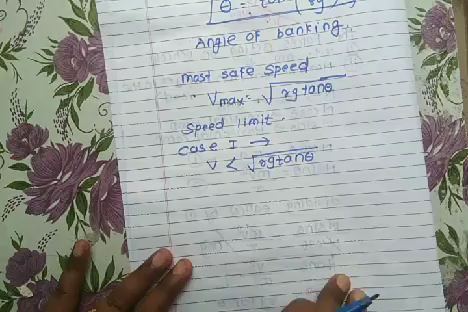 θ =
Angle of banking
most safe speed
Vmax = √rg tanθ
speed limit.
case I →
v < √rg tanθ